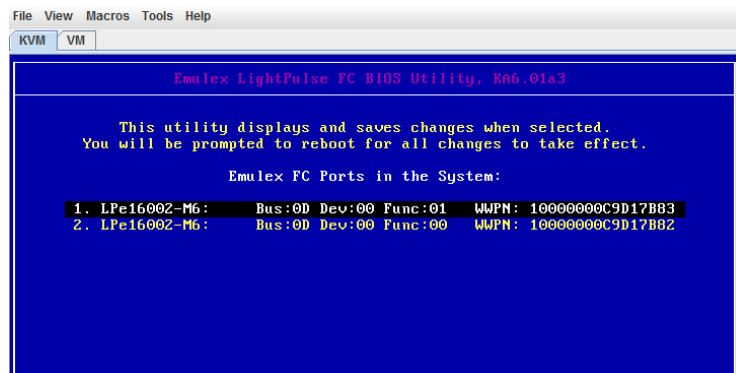 File View Macros Tools Help
KVM VM
Emulex LightPulse FC BIOS Utility, KA6.01a3
This utility displays and saves changes when selected.
You will be prompted to reboot for all changes to take effect.
Emulex FC Ports in the System:
1. LPe16002-M6: Bus:0D Dev:00 Func:01 WWPN: 10000000C9D17B83
2. LPe16002-M6: Bus:0D Dev:00 Func:00 WWPN: 10000000C9D17B82